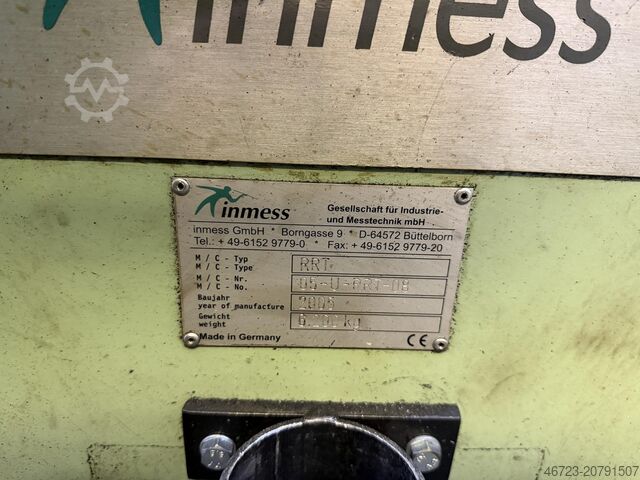 inmess
inmess
Gesellschaft für Industrie-
und Messtechnik mbH
inmess GmbH * Borngasse 9 * D-64572 Büttelborn
Tel.: + 49-6152 9779-0 * Fax: + 49-6152 9779-20
M / C - Typ
M / C - Type
RRT
M / C - Nr.
M / C - No.
Baujahr
year of manufacture
2005
Gewicht
weight
kg
Made in Germany
CE
46723-20791507